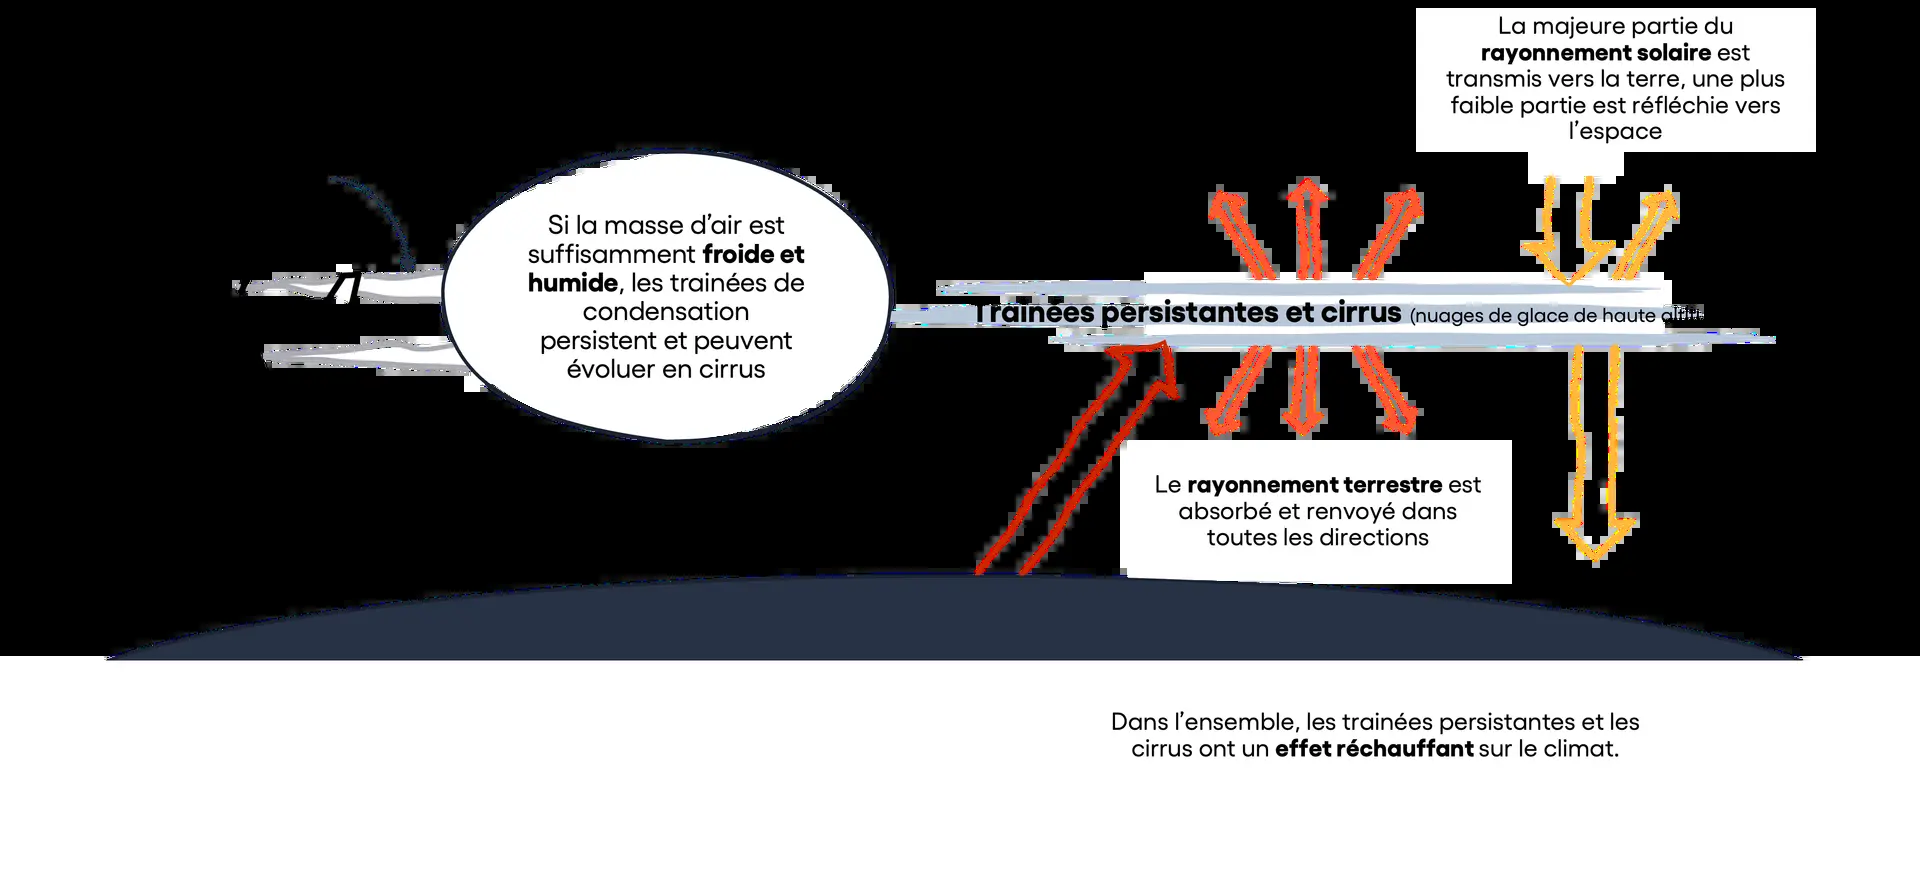 La majeure partie du
rayonnement solaire est
transmis vers la terre, une plus
faible partie est réfléchie vers
l’espace
Si la masse d’air est
suffisamment froide et
humide, les trainées de
condensation
persistent et peuvent
évoluer en cirrus
Trainées persistantes et cirrus (nuages de glace de haute
Le rayonnement terrestre est
absorbé et renvoyé dans
toutes les directions
Dans l’ensemble, les trainées persistantes et les
cirrus ont un effet réchauffant sur le climat.